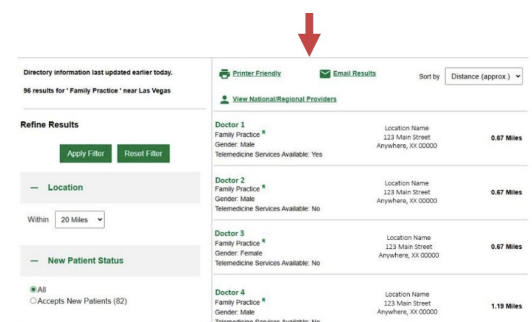 Directory information last updated earlier today.
96 results for ' Family Practice ' near Las Vegas
Refine Results
Apply Filter
Reset Filter
— Location
Within 20 Miles
— New Patient Status
All
Accepts New Patients (82)
Printer Friendly
Email Results
Sort by Distance (approx.)
View National/Regional Providers
Doctor 1
Family Practice *
Gender: Male
Telemedicine Services Available: Yes
Location Name
123 Main Street
Anywhere, XX 00000
0.67 Miles
Doctor 2
Family Practice *
Gender: Male
Telemedicine Services Available: No
Location Name
123 Main Street
Anywhere, XX 00000
0.67 Miles
Doctor 3
Family Practice *
Gender: Female
Telemedicine Services Available: No
Location Name
123 Main Street
Anywhere, XX 00000
0.67 Miles
Doctor 4
Family Practice *
Gender: Male
Telemedicine Services Available: No
Location Name
123 Main Street
Anywhere, XX 00000
1.19 Miles